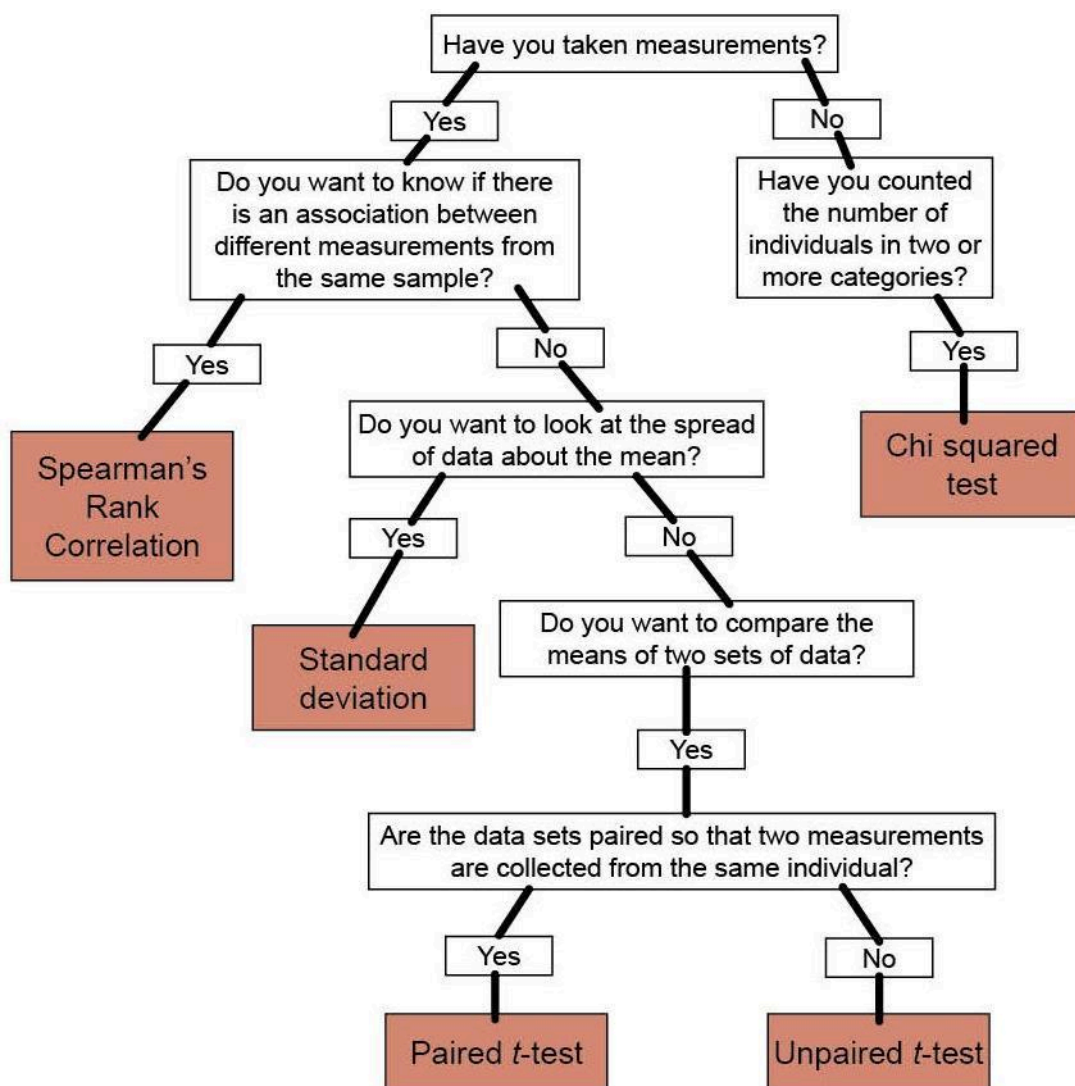 Have you taken measurements?
Yes
No
Do you want to know if there
is an association between
different measurements from
the same sample?
Have you counted
the number of
individuals in two or
more categories?
Yes
No
Yes
Spearman’s
Rank
Correlation
Do you want to look at the spread
of data about the mean?
Chi squared
test
Yes
No
Standard
deviation
Do you want to compare the
means of two sets of data?
Yes
Are the data sets paired so that two measurements
are collected from the same individual?
Yes
No
Paired t-test
Unpaired t-test